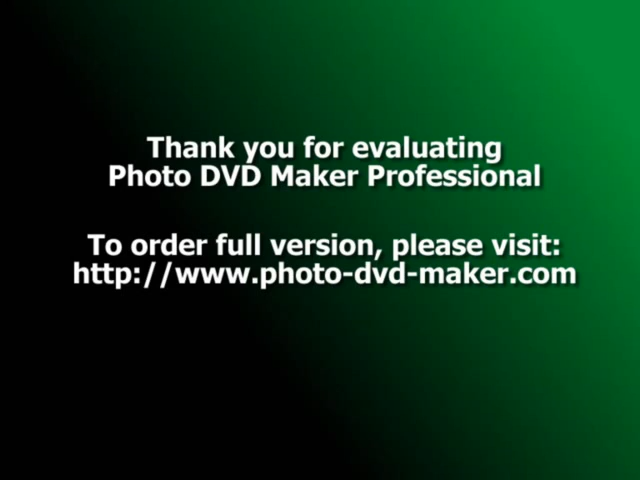 Thank you for evaluating
Photo DVD Maker Professional
To order full version, please visit:
http://www.photo-dvd-maker.com